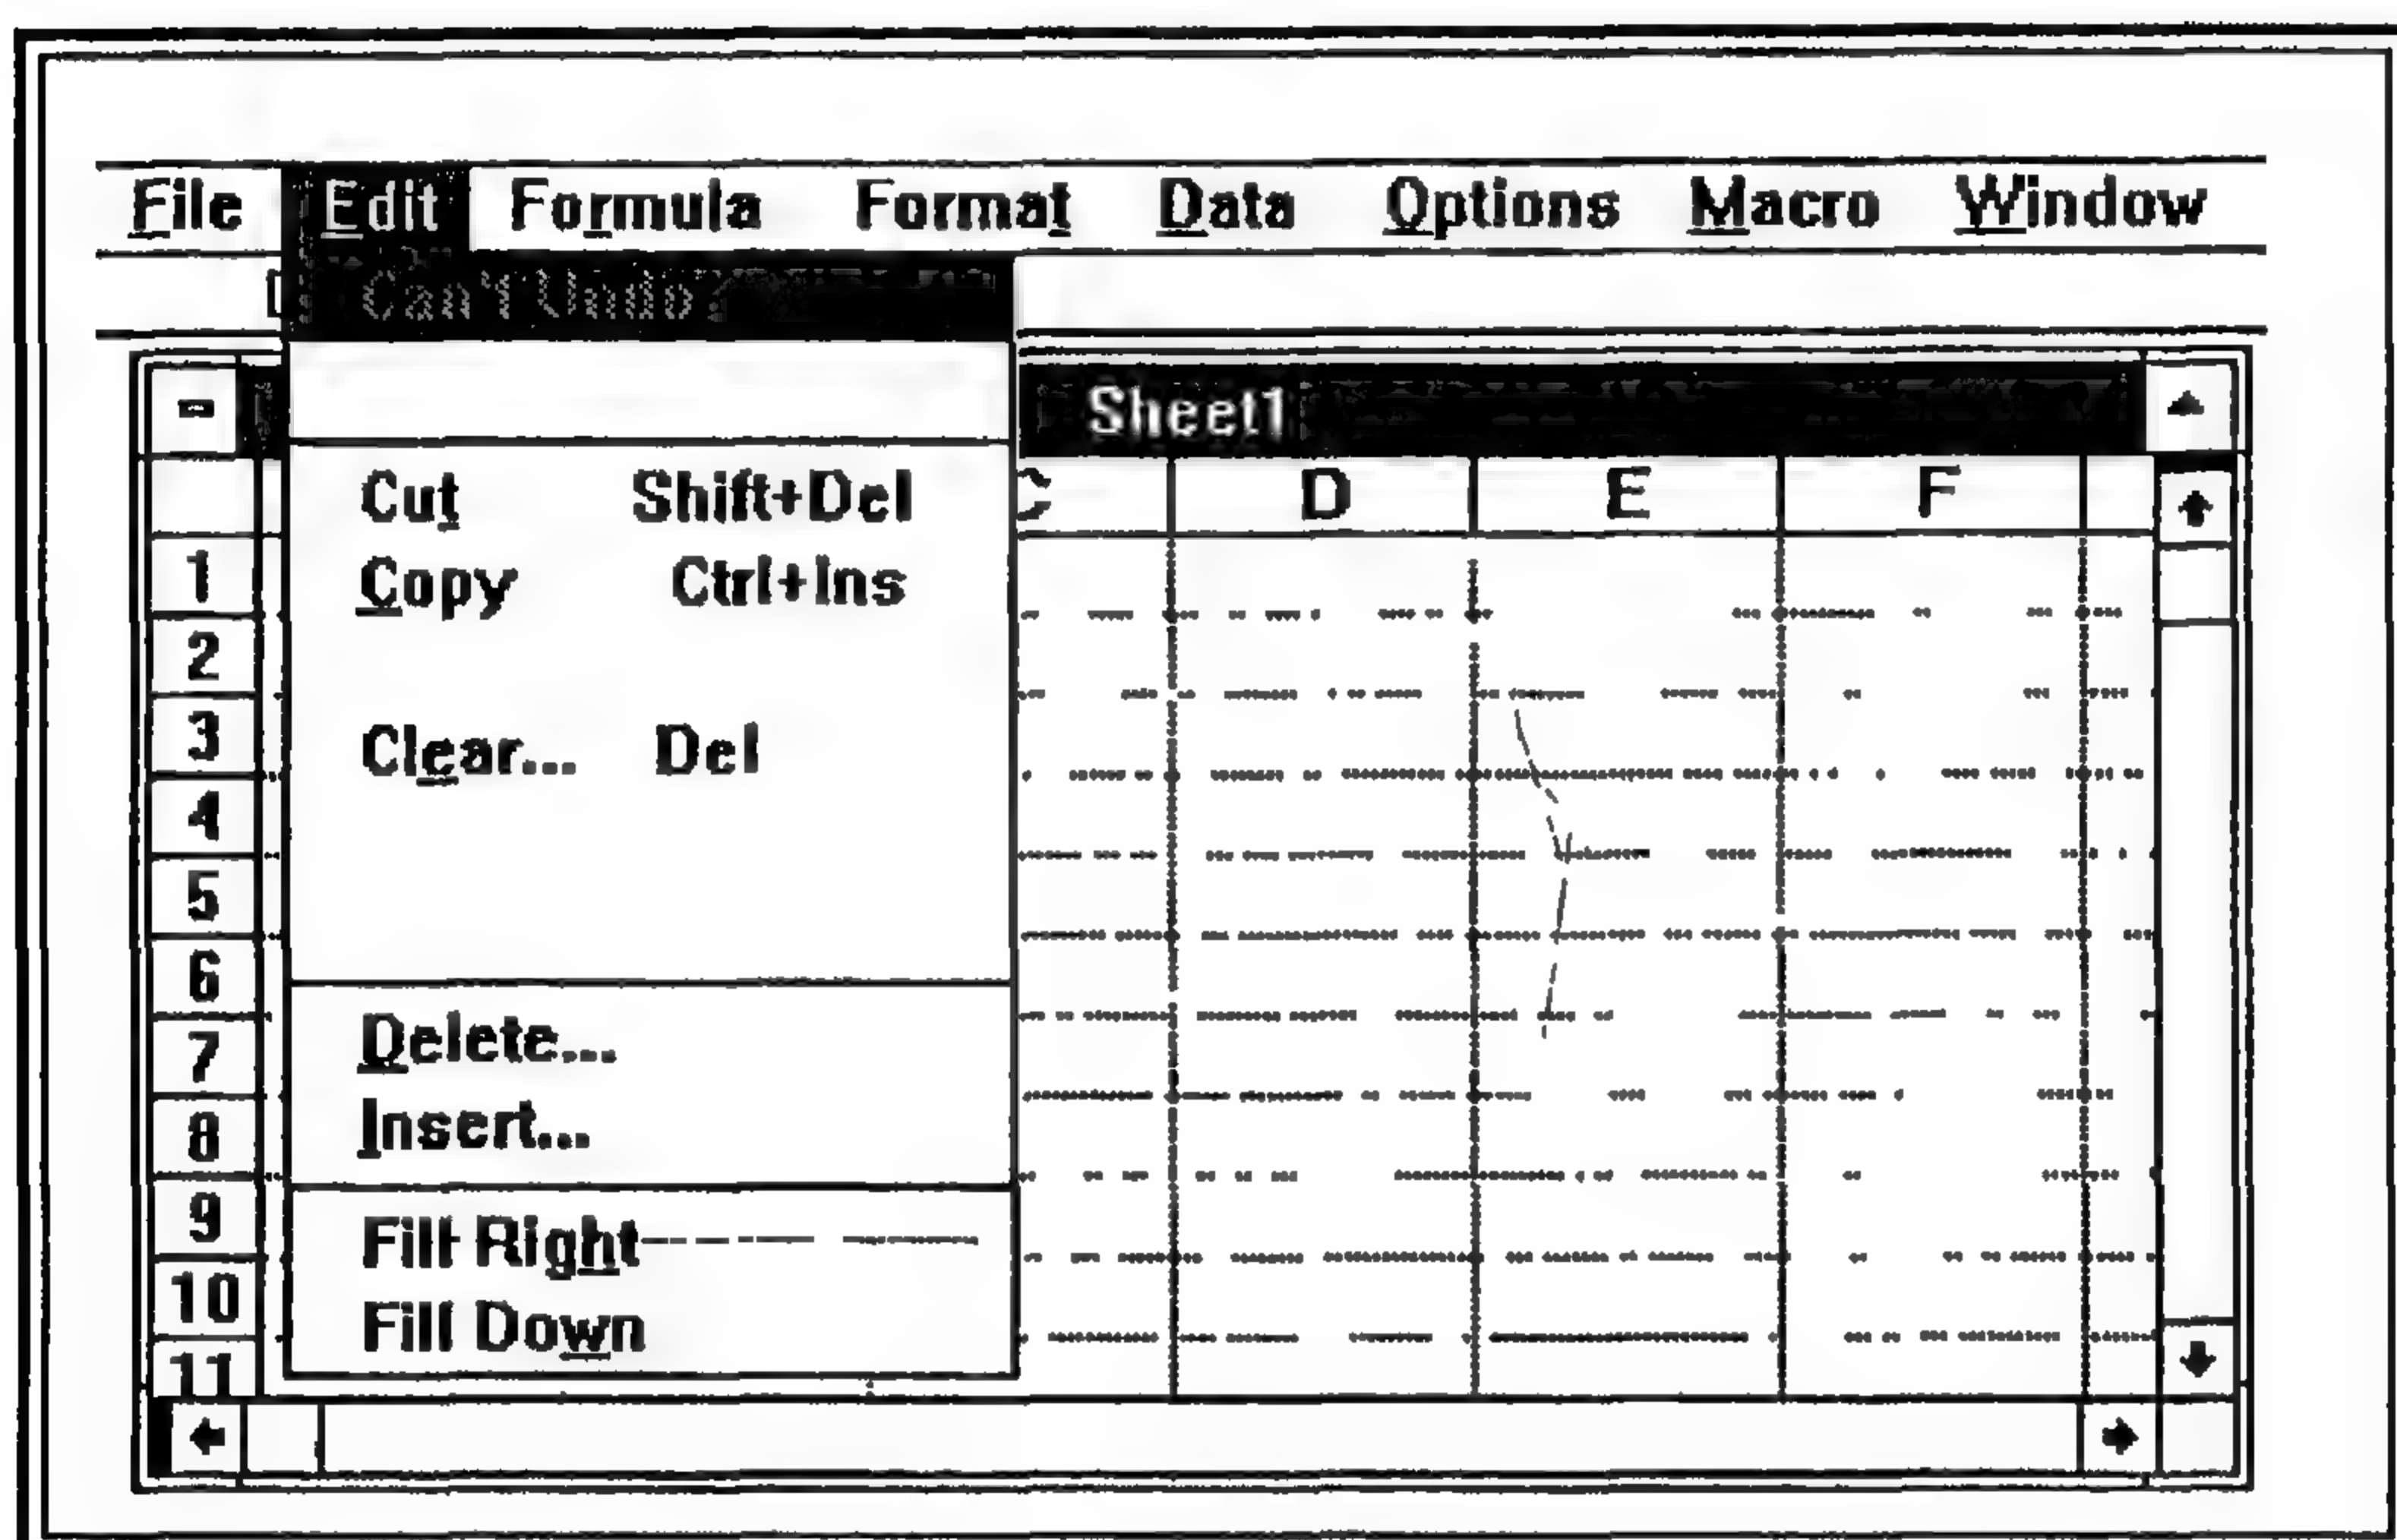 File Edit Formula Format Data Options Macro Window
Can't Undo
Sheet1
Cut Shift+Del
Copy Ctrl+Ins
Clear... Del
Delete...
Insert...
Fill Right
Fill Down
C D E F
1
2
3
4
5
6
7
8
9
10
11